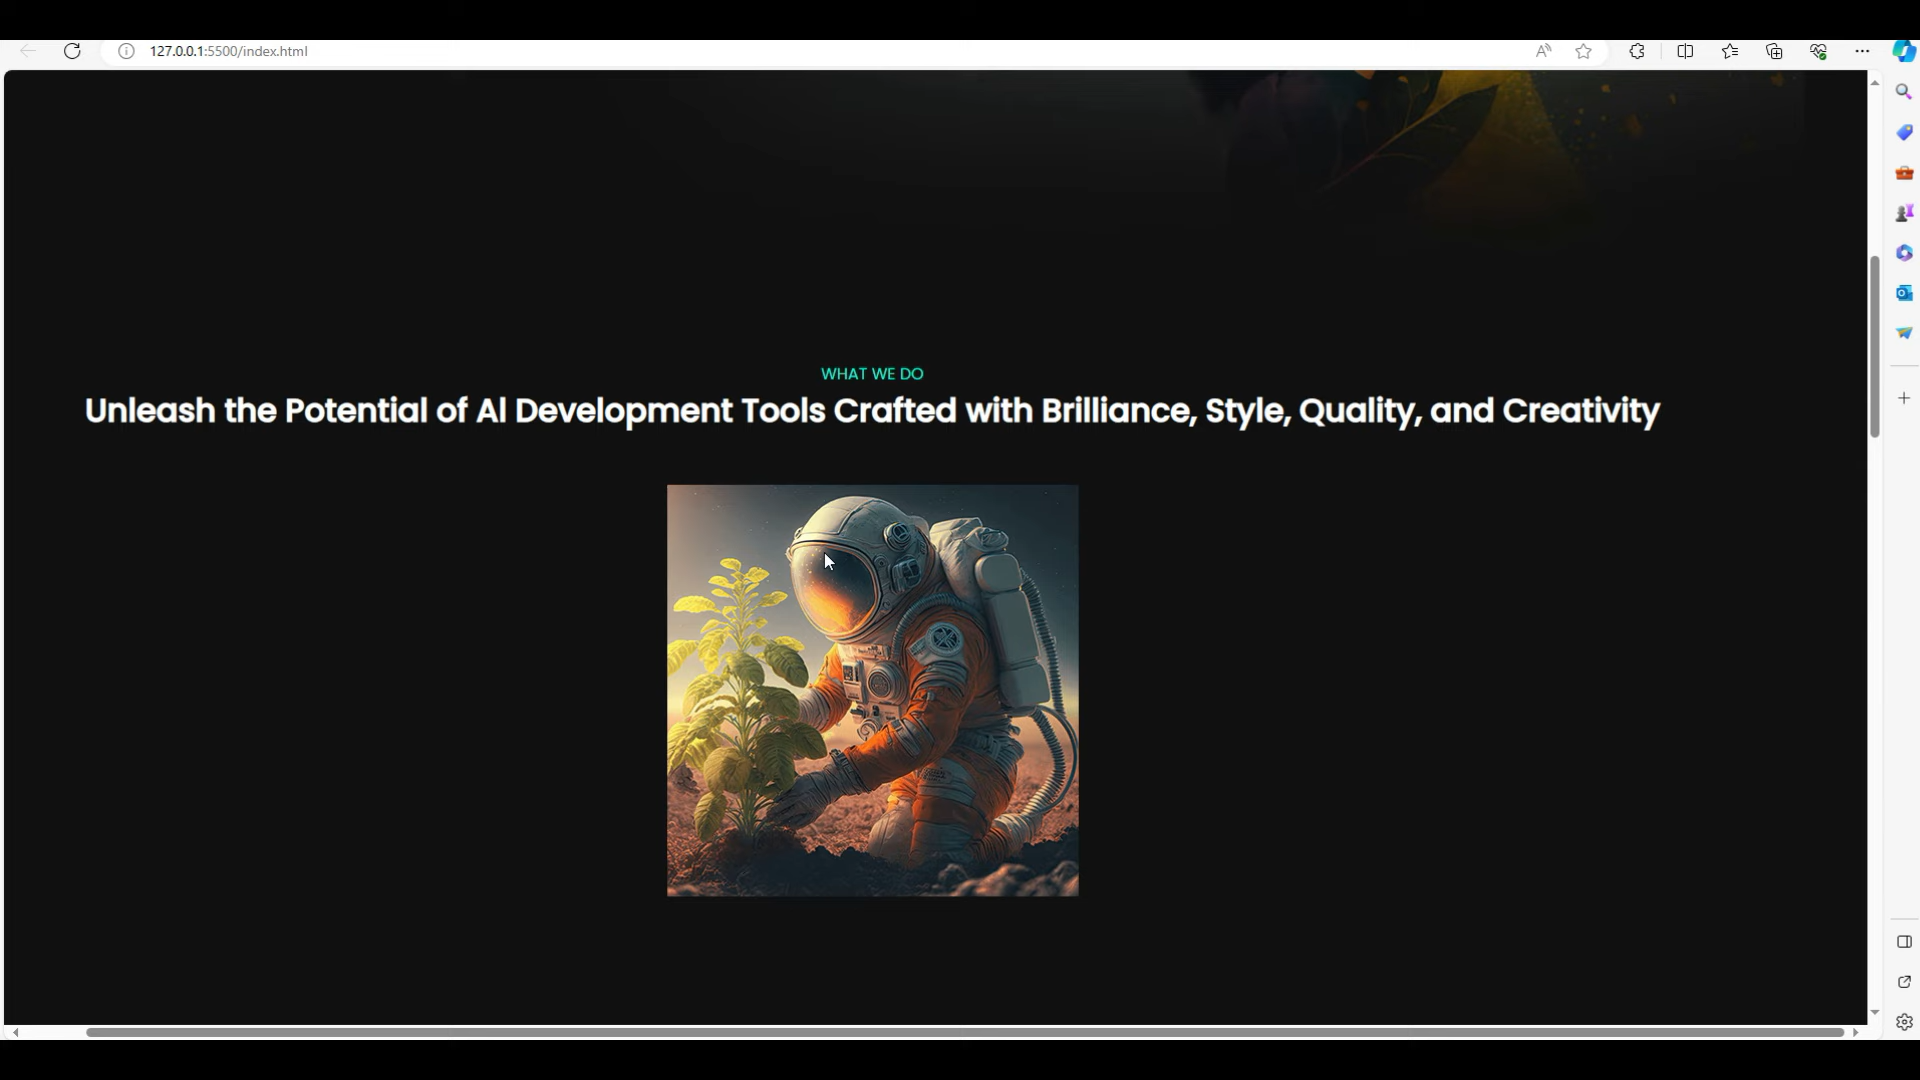 127.0.0.1:5500/index.html
WHAT WE DO
Unleash the Potential of AI Development Tools Crafted with Brilliance, Style, Quality, and Creativity